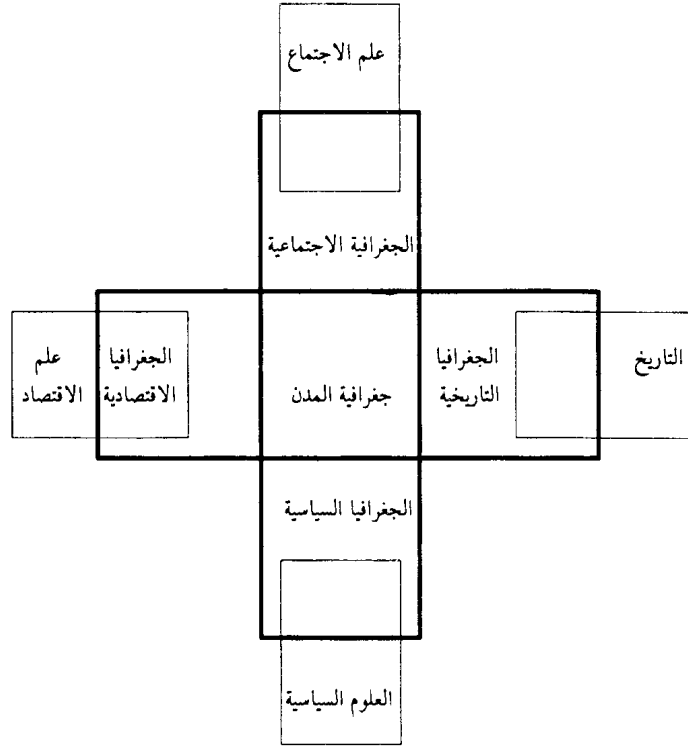 علم الاجتماع
الجغرافية الاجتماعية
التاريخ
الجغرافيا
التاريخية
جغرافية المدن
الجغرافيا
الاقتصادية
علم
الاقتصاد
الجغرافيا السياسية
العلوم السياسية